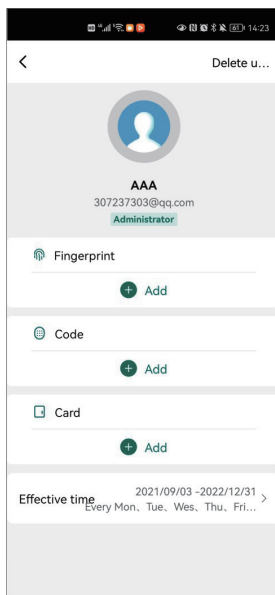 14:23
Delete u...
AAA
307237303@qq.com
Administrator
Fingerprint
Add
Code
Add
Card
Add
Effective time
2021/09/03 -2022/12/31
Every Mon、Tue、Wes、Thu、Fri...